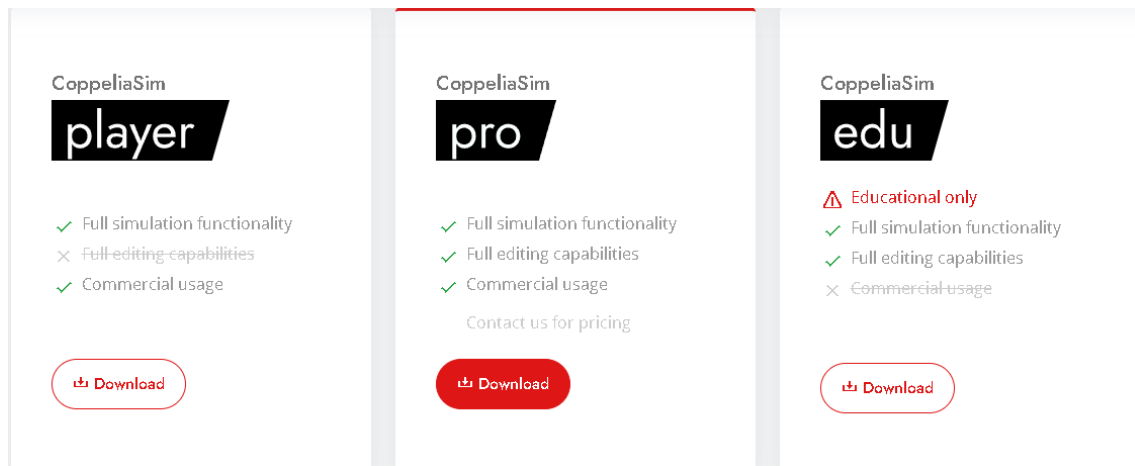 CoppeliaSim
player
Full simulation functionality
Full editing capabilities
Commercial usage
Download
CoppeliaSim
pro
Full simulation functionality
Full editing capabilities
Commercial usage
Contact us for pricing
Download
CoppeliaSim
edu
Educational only
Full simulation functionality
Full editing capabilities
Commercial usage
Download